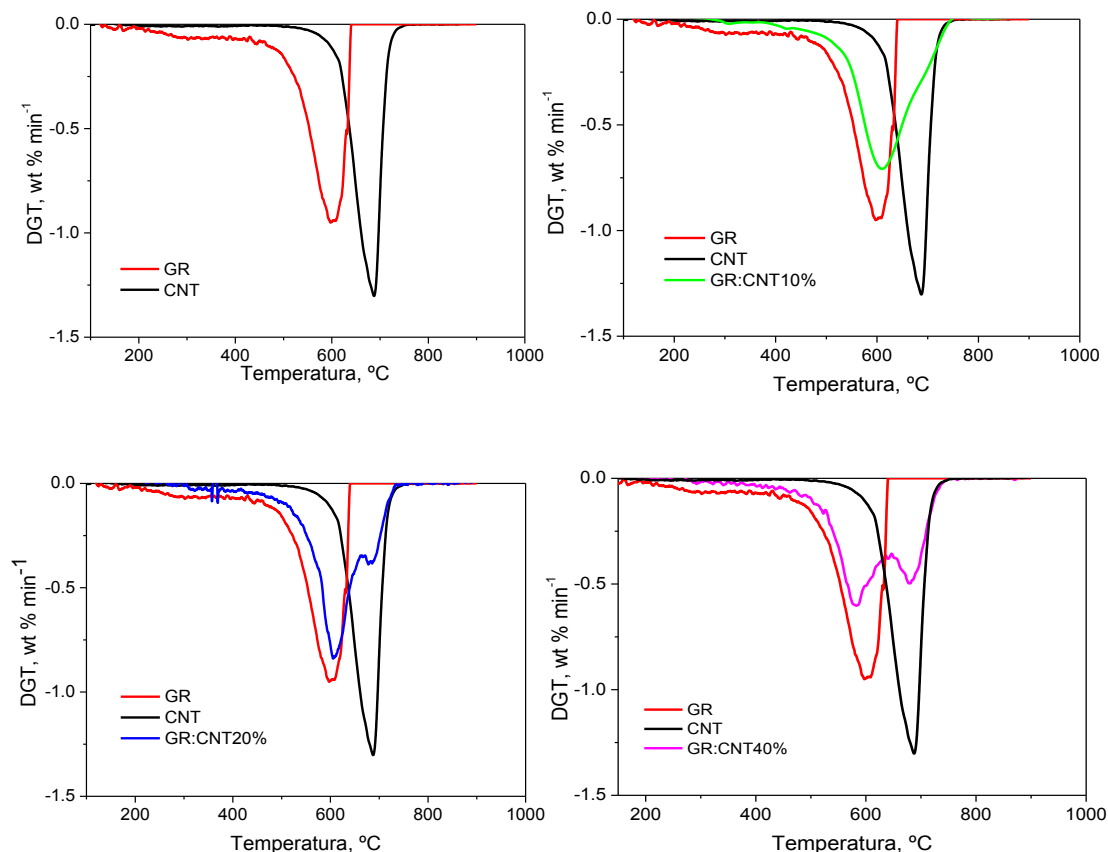 0.0
-0.5
-1.0
-1.5
DGT, wt % min-1
GR
CNT
200 400 600 800 1000
Temperatura, ºC
0.0
-0.5
-1.0
-1.5
DGT, wt % min-1
GR
CNT
GR:CNT10%
200 400 600 800 1000
Temperatura, ºC
0.0
-0.5
-1.0
-1.5
DGT, wt % min-1
GR
CNT
GR:CNT20%
200 400 600 800 1000
Temperatura, ºC
0.0
-0.5
-1.0
-1.5
DGT, wt % min-1
GR
CNT
GR:CNT40%
200 400 600 800 1000
Temperatura, ºC